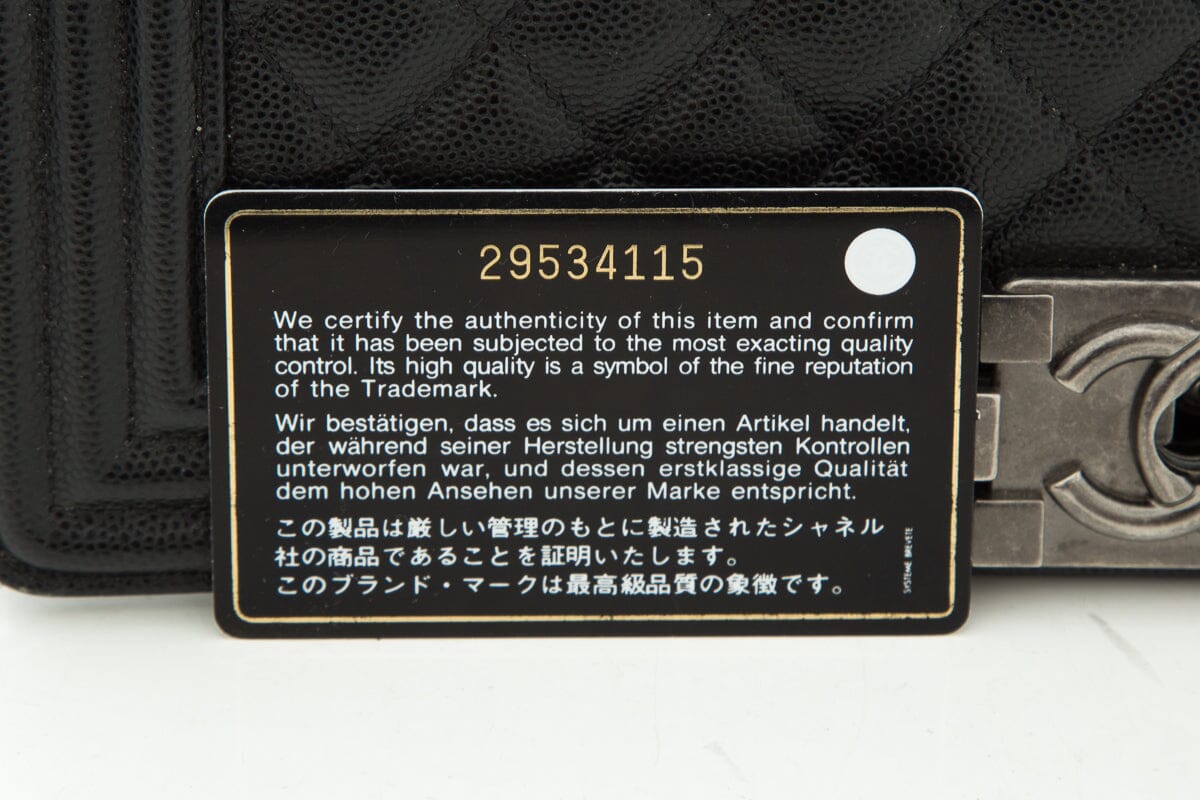 29534115
We certify the authenticity of this item and confirm
that it has been subjected to the most exacting quality
control. Its high quality is a symbol of the fine reputation
of the Trademark.
Wir bestätigen, dass es sich um einen Artikel handelt,
der während seiner Herstellung strengsten Kontrollen
unterworfen war, und dessen erstklassige Qualität
dem hohen Ansehen unserer Marke entspricht.
この製品は厳しい管理のもとに製造されたシャネル
社の商品であることを証明いたします。
このブランド・マークは最高級品質の象徴です。
SYSTEME BREVETE